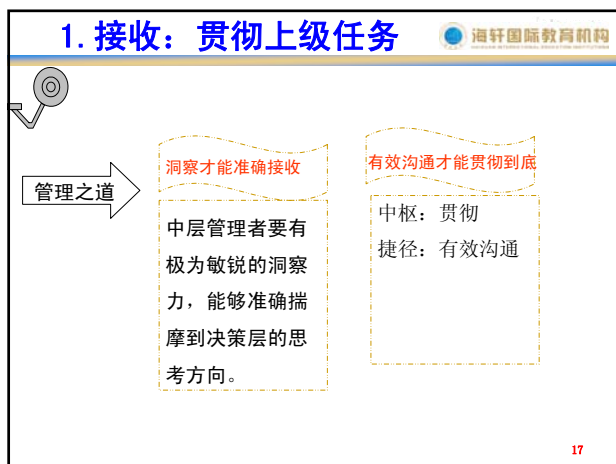 1.接收：贯彻上级任务
海轩国际教育机构
管理之道
洞察才能准确接收
中层管理者要有
极为敏锐的洞察
力，能够准确揣
摩到决策层的思
考方向。
有效沟通才能贯彻到底
中枢：贯彻
捷径：有效沟通
17